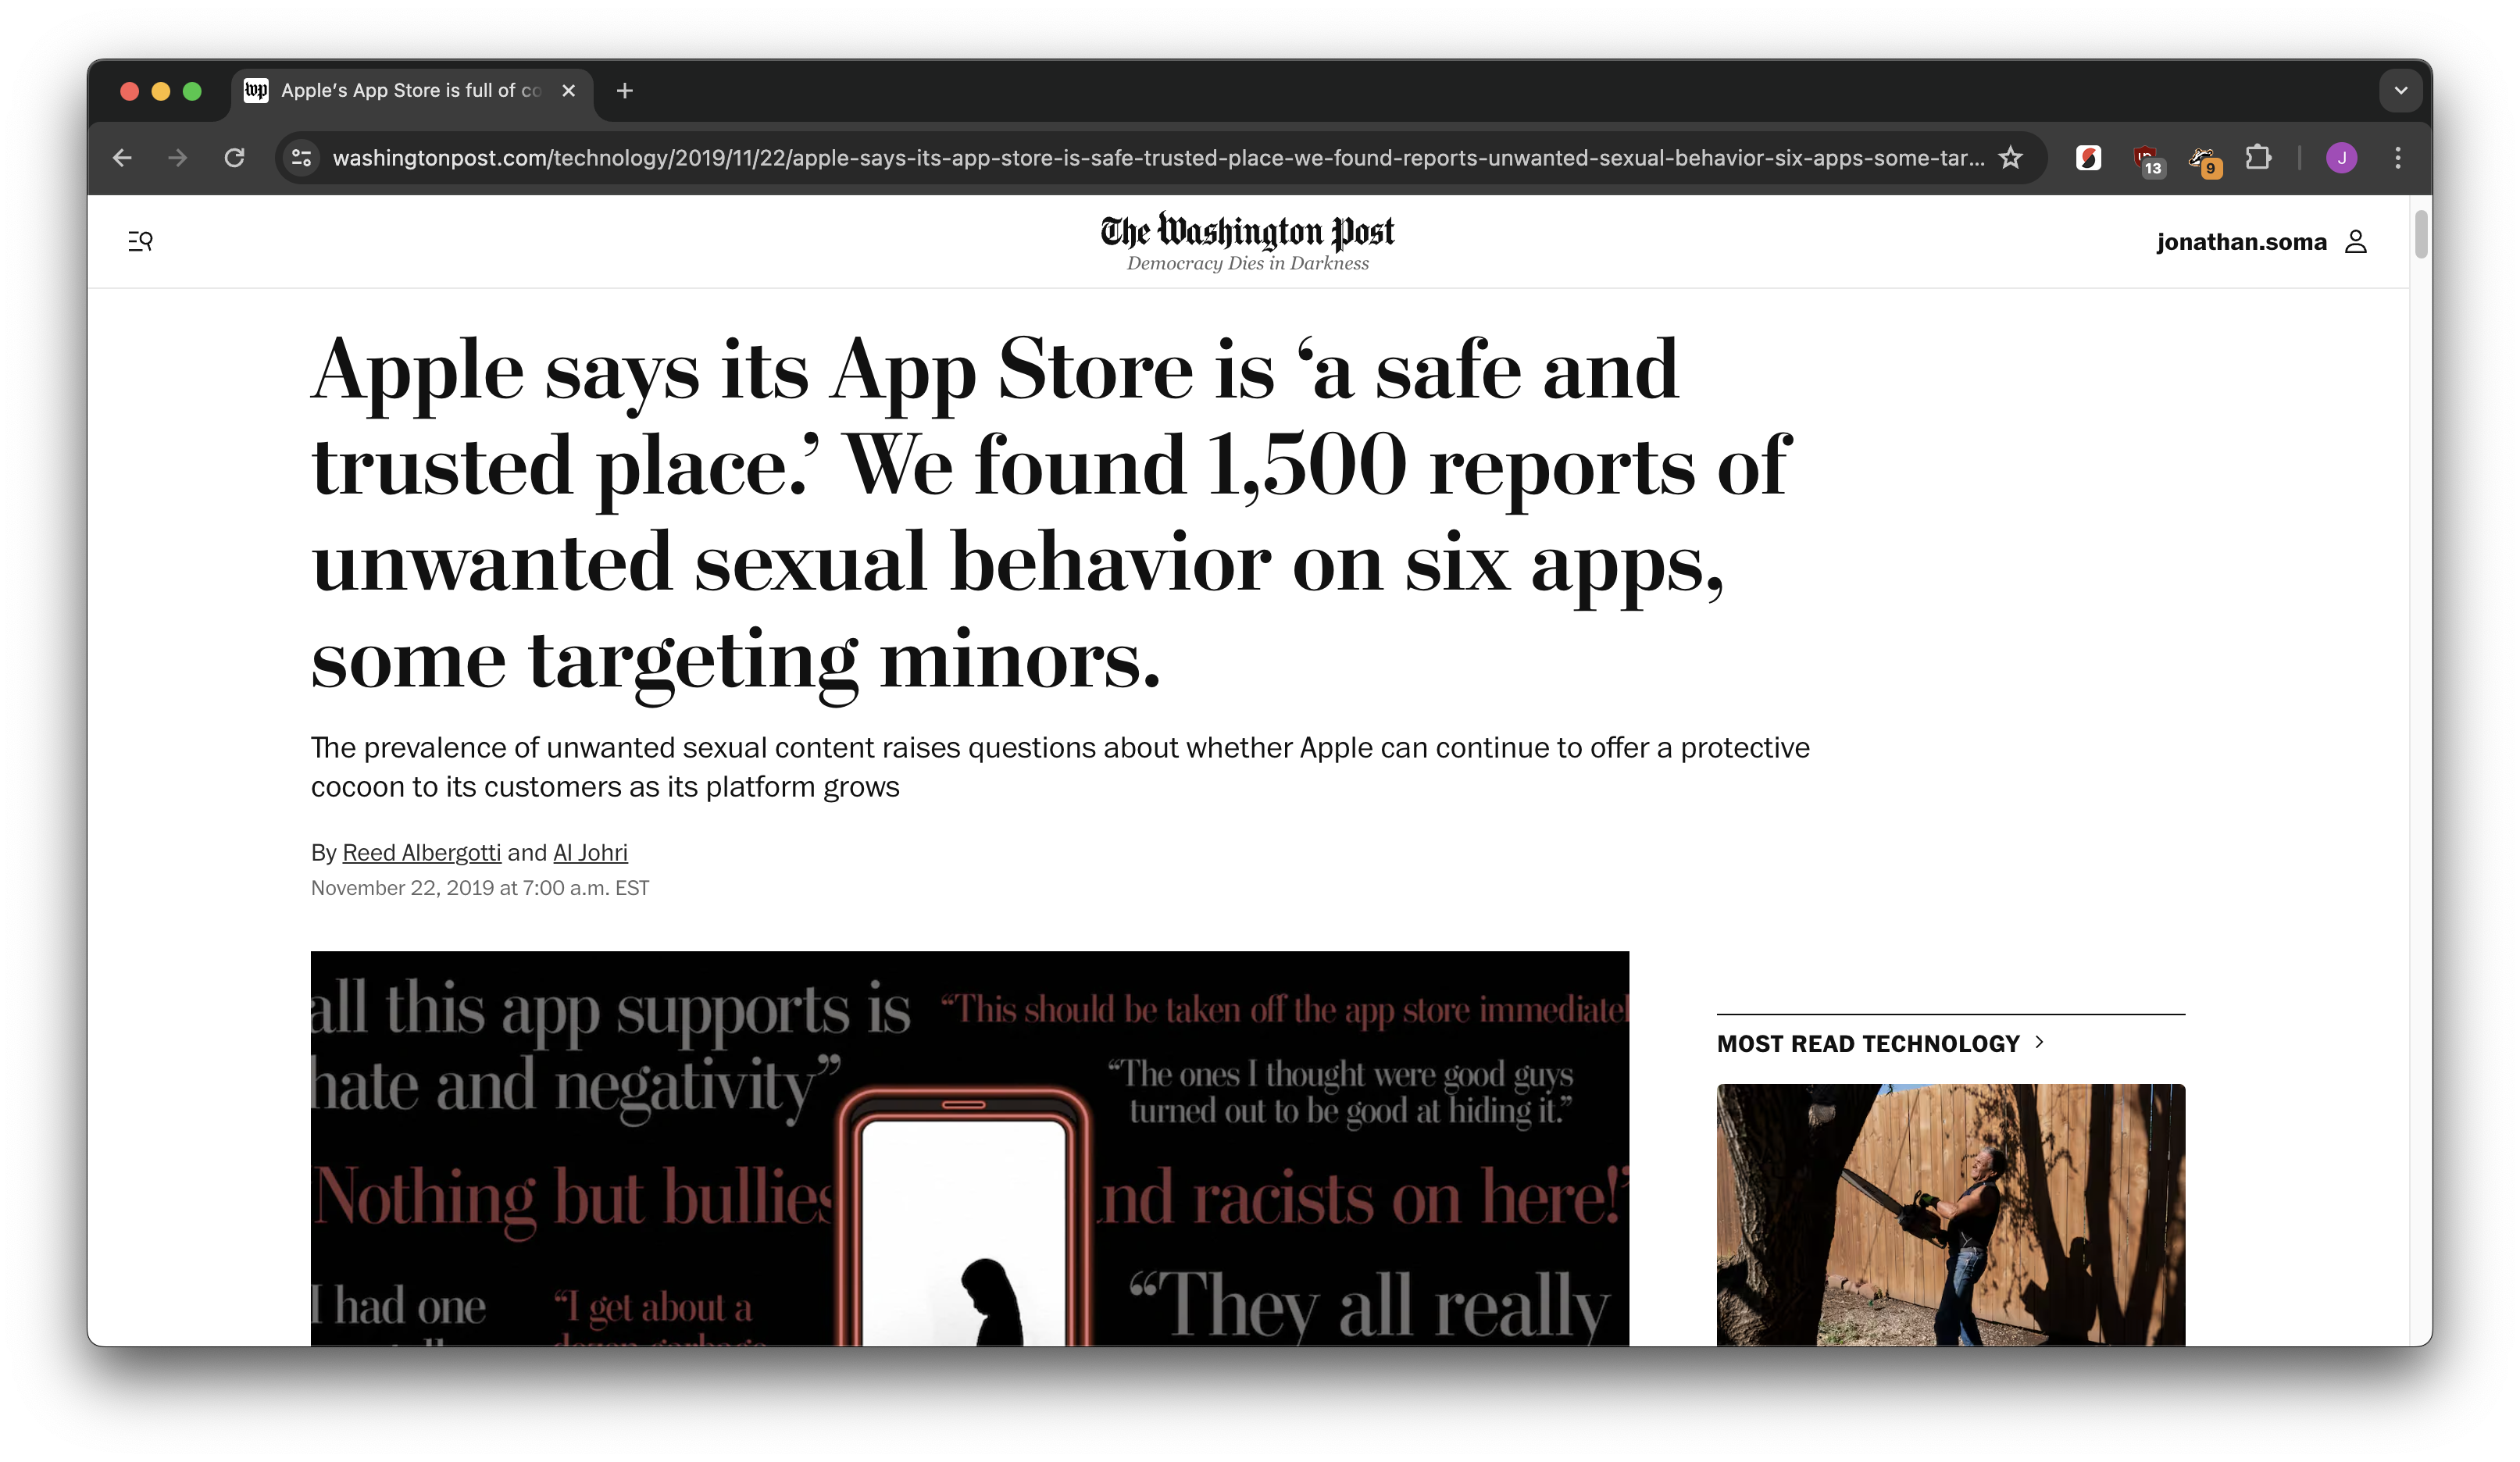 Apple's App Store is full of co
washingtonpost.com/technology/2019/11/22/apple-says-its-app-store-is-safe-trusted-place-we-found-reports-unwanted-sexual-behavior-six-apps-some-tar...
13
9
J
The Washington Post
Democracy Dies in Darkness
jonathan.soma
Apple says its App Store is ‘a safe and
trusted place.’ We found 1,500 reports of
unwanted sexual behavior on six apps,
some targeting minors.
The prevalence of unwanted sexual content raises questions about whether Apple can continue to offer a protective
cocoon to its customers as its platform grows
By Reed Albergotti and Al Johri
November 22, 2019 at 7:00 a.m. EST
all this app supports is
hate and negativity”
“This should be taken off the app store immediatel
“The ones I thought were good guys
turned out to be good at hiding it.”
Nothing but bullies
nd racists on here!”
I had one
“I get about a
dozen garbage
“They all really
MOST READ TECHNOLOGY